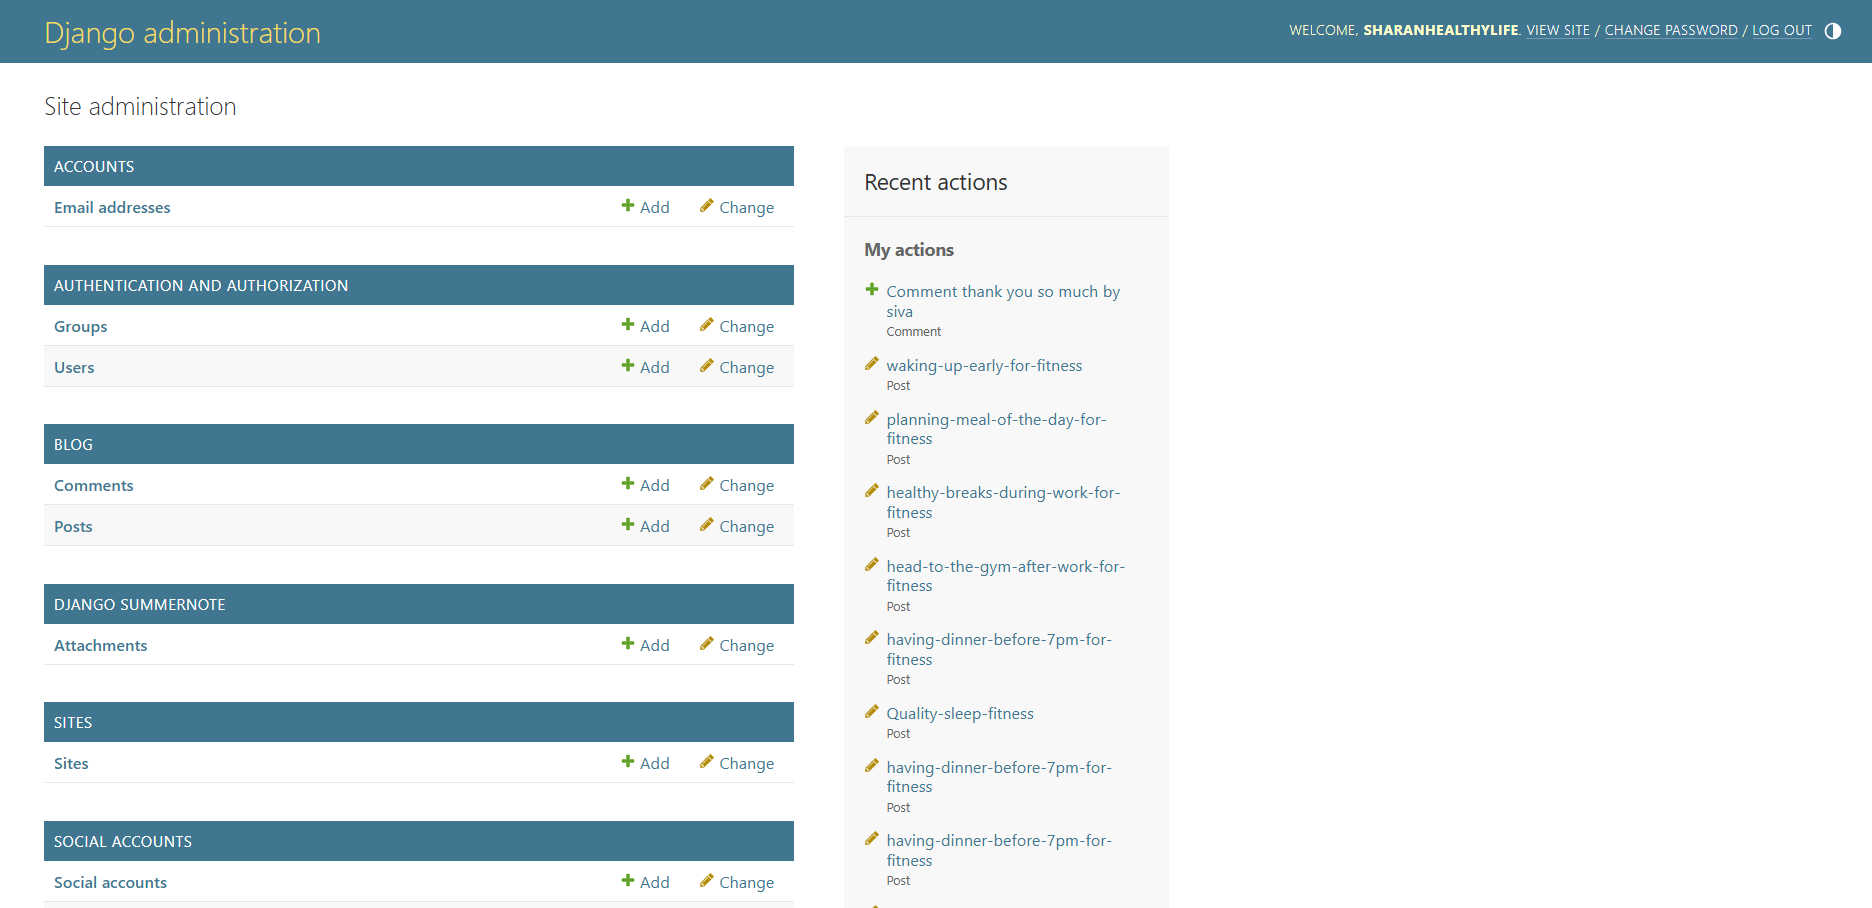 Django administration
WELCOME, SHARANHEALTHYLIFE. VIEW SITE / CHANGE PASSWORD / LOG OUT
Site administration
ACCOUNTS
Email addresses Add Change
AUTHENTICATION AND AUTHORIZATION
Groups Add Change
Users Add Change
BLOG
Comments Add Change
Posts Add Change
DJANGO SUMMERNOTE
Attachments Add Change
SITES
Sites Add Change
SOCIAL ACCOUNTS
Social accounts Add Change
Recent actions
My actions
Comment thank you so much by
siva
Comment
waking-up-early-for-fitness
Post
planning-meal-of-the-day-for-
fitness
Post
healthy-breaks-during-work-for-
fitness
Post
head-to-the-gym-after-work-for-
fitness
Post
having-dinner-before-7pm-for-
fitness
Post
Quality-sleep-fitness
Post
having-dinner-before-7pm-for-
fitness
Post
having-dinner-before-7pm-for-
fitness
Post